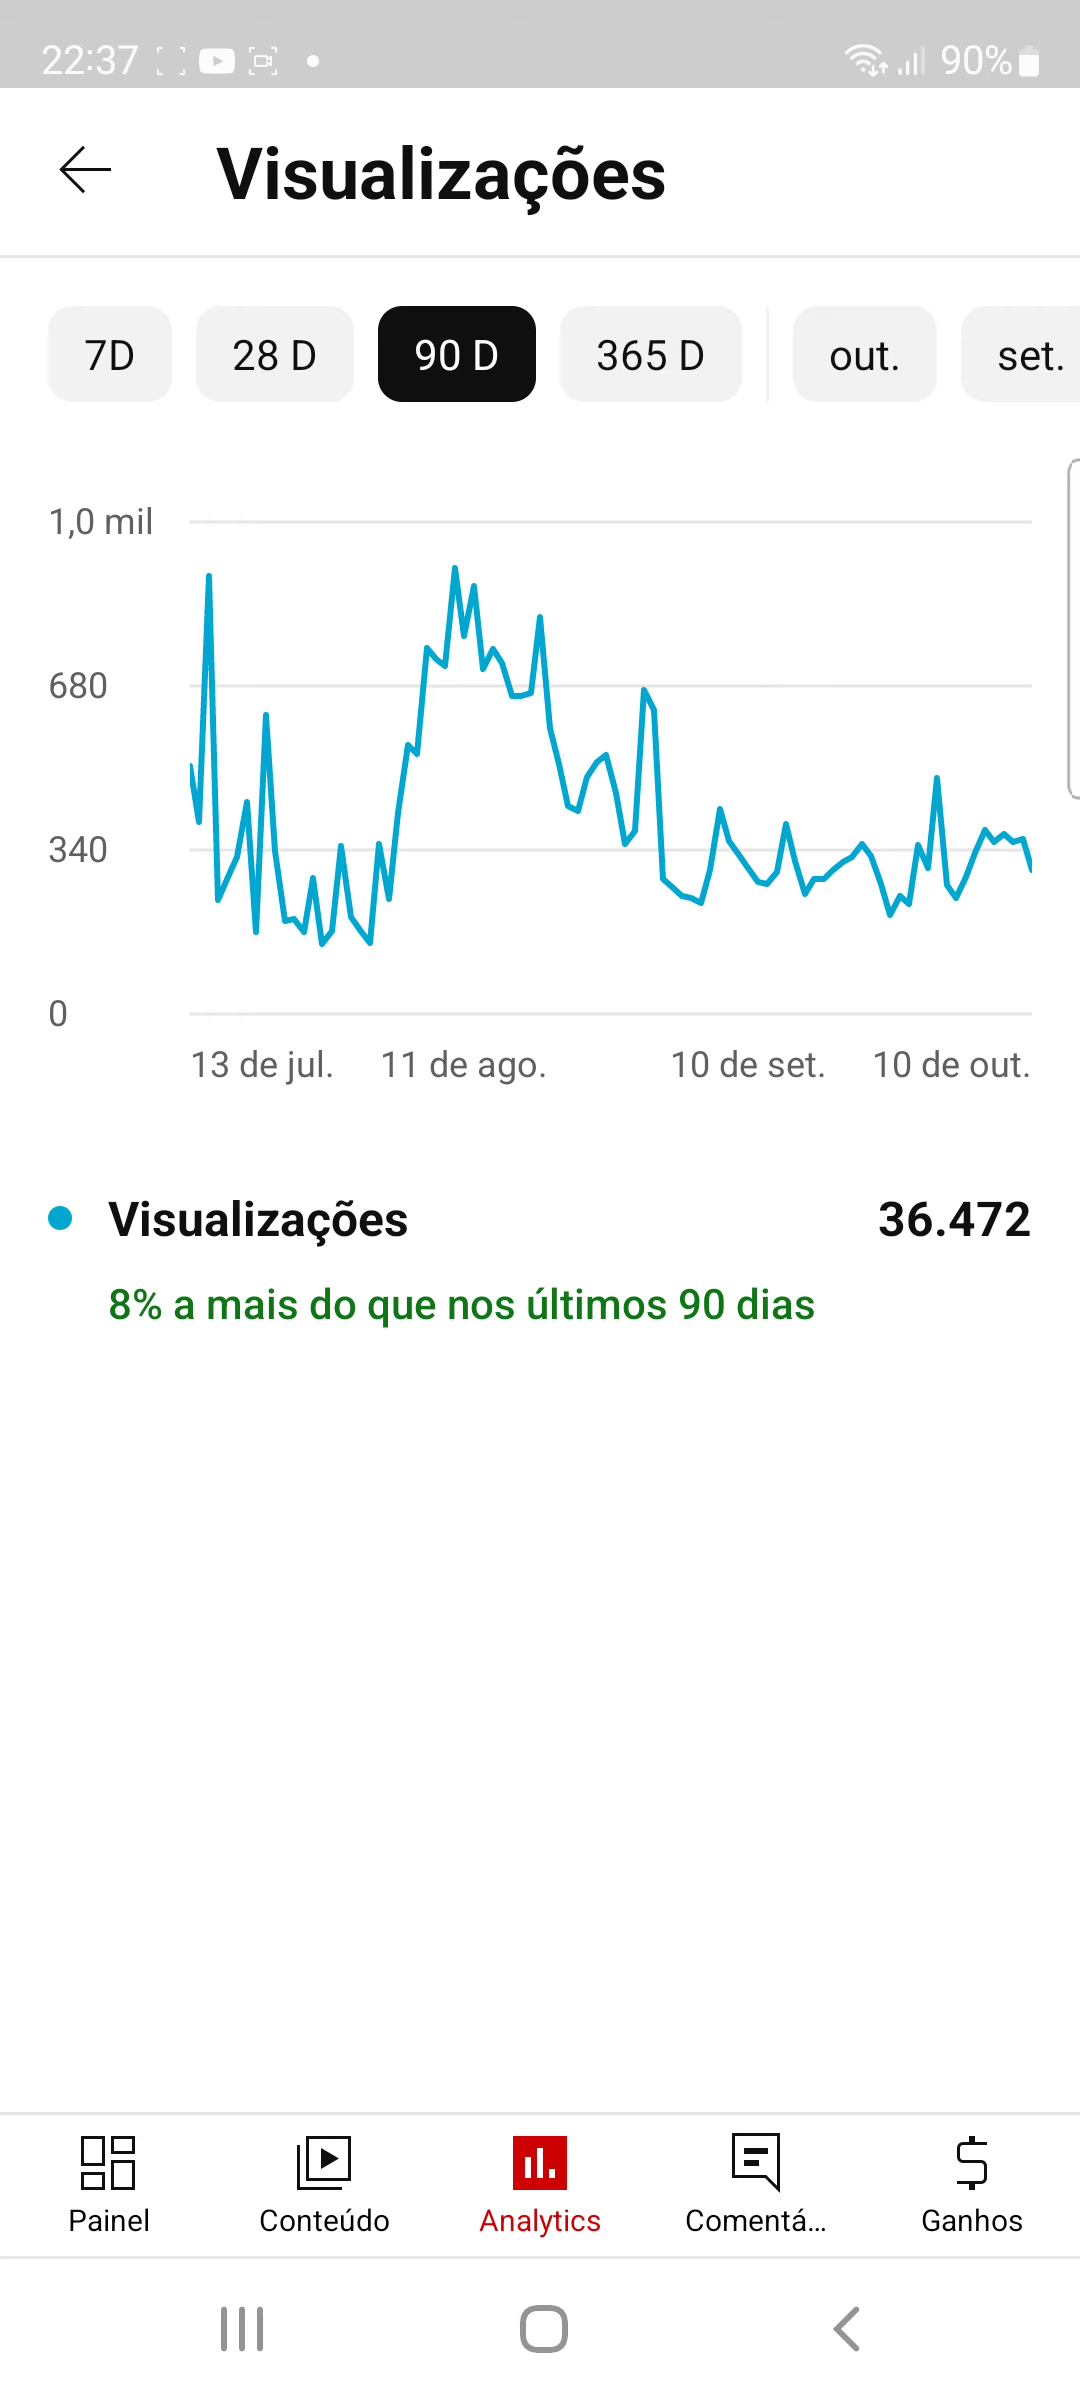 22:37 90%
Visualizações
7D 28 D 90 D 365 D out. set.
1,0 mil
680
340
0
13 de jul. 11 de ago. 10 de set. 10 de out.
Visualizações 36.472
8% a mais do que nos últimos 90 dias
Painel Conteúdo Analytics Comentá... Ganhos